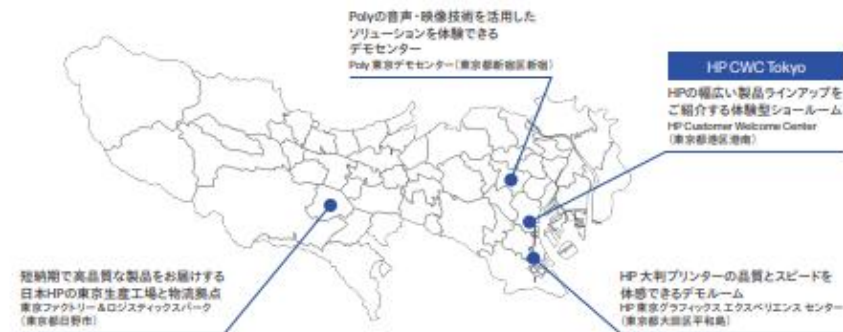 Polyの音声・映像技術を活用した
ソリューションを体験できる
デモセンター
Poly 東京デモセンター(東京都新宿区新宿)
HP CWC Tokyo
HPの幅広い製品ラインアップを
ご紹介する体験型ショールーム
HP Customer Welcome Center
(東京都港区港南)
短納期で高品質な製品をお届けする
日本HPの東京生産工場と物流拠点
東京ファクトリー&ロジスティックスパーク
(東京都日野市)
HP 大判プリンターの品質とスピードを
体感できるデモルーム
HP 東京グラフィックス エクスペリエンス センター
(東京都大田区平和島)